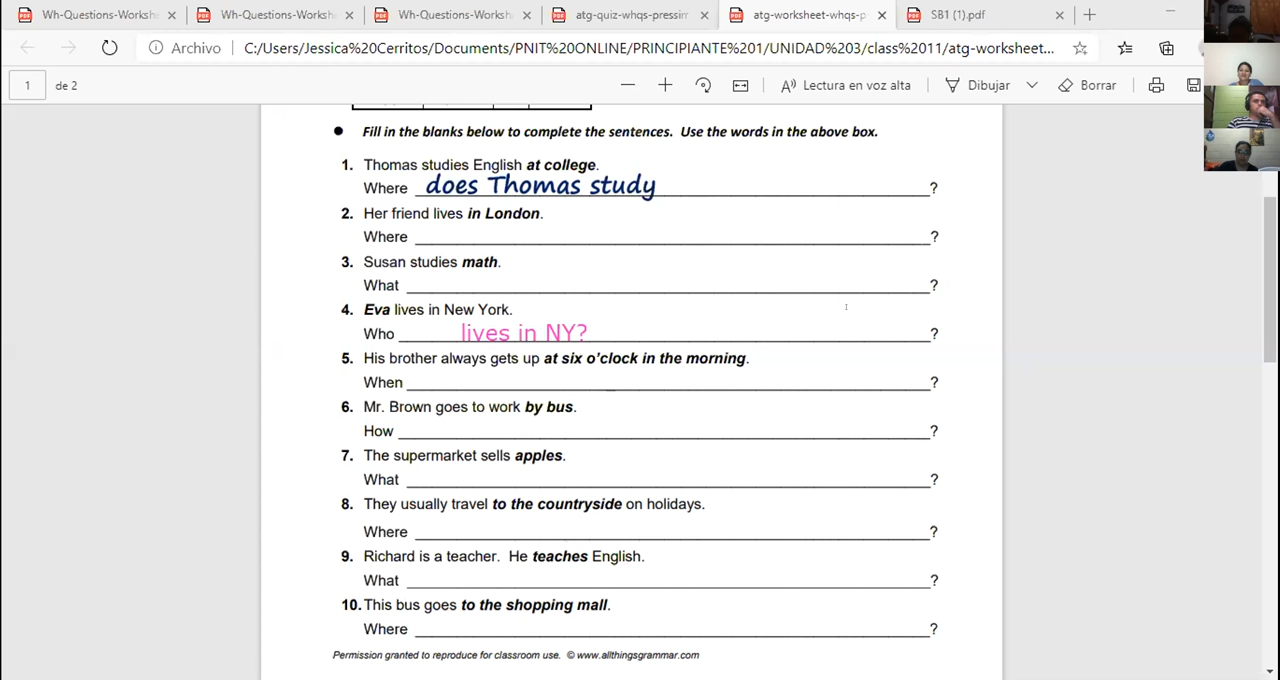 Wh-Questions-Workshe
Wh-Questions-Workshe
Wh-Questions-Workshe
atg-quiz-whqs-pressim
atg-worksheet-whqs-p
SB1 (1).pdf
Archivo
C:/Users/Jessica%20Cerritos/Documents/PNIT%20ONLINE/PRINCIPIANTE%201/UNIDAD%203/class%2011/atg-worksheet...
1 de 2
Lectura en voz alta
Dibujar
Borrar
● Fill in the blanks below to complete the sentences. Use the words in the above box.
1. Thomas studies English at college.
Where does Thomas study ?
2. Her friend lives in London.
Where ?
3. Susan studies math.
What ?
4. Eva lives in New York.
Who lives in NY? ?
5. His brother always gets up at six o'clock in the morning.
When ?
6. Mr. Brown goes to work by bus.
How ?
7. The supermarket sells apples.
What ?
8. They usually travel to the countryside on holidays.
Where ?
9. Richard is a teacher. He teaches English.
What ?
10. This bus goes to the shopping mall.
Where ?
Permission granted to reproduce for classroom use. © www.allthingsgrammar.com